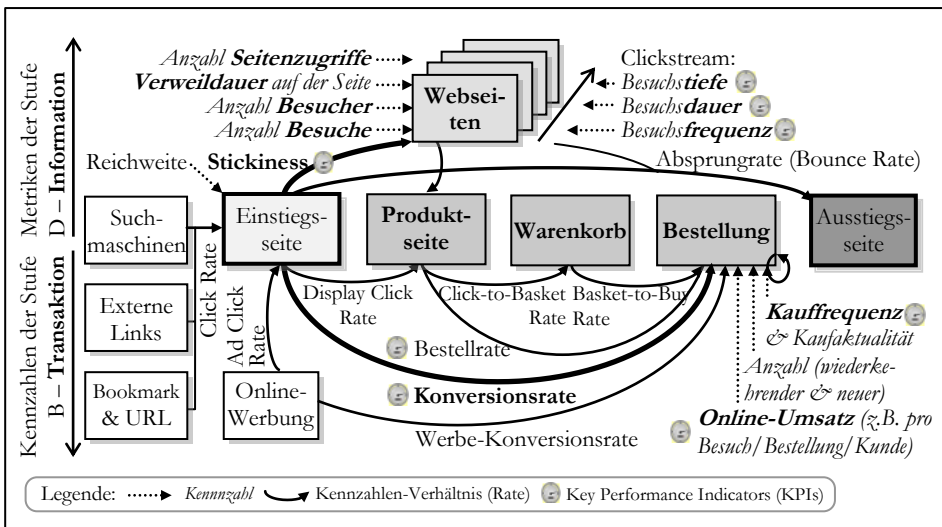 Metriken der Stufe
D – Information
Kennzahlen der Stufe
B – Transaktion
Anzahl Seitenzugriffe
Verweildauer auf der Seite
Anzahl Besucher
Anzahl Besuche
Websei-
ten
Clickstream:
Besuchstiefe
Besuchsdauer
Besuchsfrequenz
Reichweite
Stickiness
Absprungrate (Bounce Rate)
Such-
maschinen
Externe
Links
Bookmark
& URL
Click Rate
Einstiegs-
seite
Produkt-
seite
Warenkorb
Bestellung
Ausstiegs-
seite
Ad Click
Rate
Display Click
Rate
Click-to-Basket
Rate
Basket-to-Buy
Rate
Bestellrate
Konversionsrate
Online-
Werbung
Werbe-Konversionsrate
Kauffrequenz
& Kaufaktualität
Anzahl (wiederke-
hrender & neuer)
Online-Umsatz (z.B. pro
Besuch/Bestellung/Kunde)
Legende:
Kennnzahl
Kennzahlen-Verhältnis (Rate)
Key Performance Indicators (KPIs)